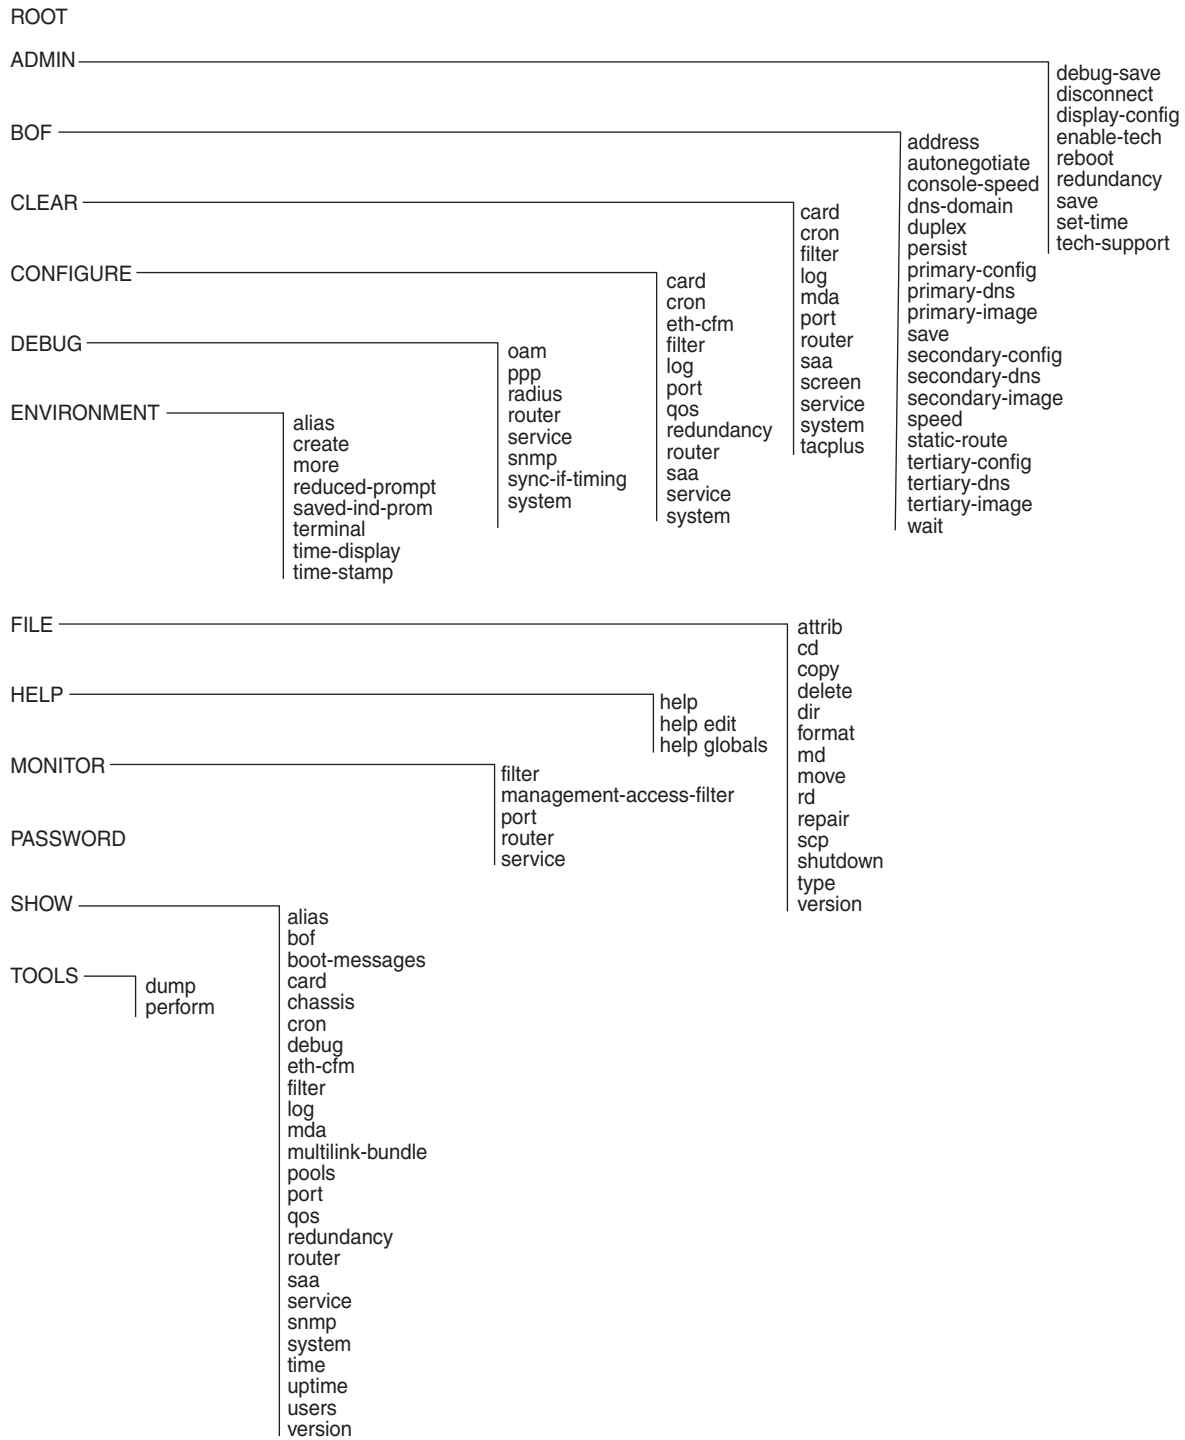 ROOT
ADMIN
debug-save
disconnect
display-config
enable-tech
reboot
redundancy
save
set-time
tech-support
BOF
address
autonegotiate
console-speed
dns-domain
duplex
persist
primary-config
primary-dns
primary-image
save
secondary-config
secondary-dns
secondary-image
speed
static-route
tertiary-config
tertiary-dns
tertiary-image
wait
CLEAR
card
cron
filter
log
mda
port
router
saa
screen
service
system
tacplus
CONFIGURE
card
cron
eth-cfm
filter
log
port
qos
redundancy
router
saa
service
system
DEBUG
oam
ppp
radius
router
service
snmp
sync-if-timing
system
ENVIRONMENT
alias
create
more
reduced-prompt
saved-ind-prom
terminal
time-display
time-stamp
FILE
attrib
cd
copy
delete
dir
format
md
move
rd
repair
scp
shutdown
type
version
HELP
help
help edit
help globals
MONITOR
filter
management-access-filter
port
router
service
PASSWORD
SHOW
alias
bof
boot-messages
card
chassis
cron
debug
eth-cfm
filter
log
mda
multilink-bundle
pools
port
qos
redundancy
router
saa
service
snmp
system
time
uptime
users
version
TOOLS
dump
perform